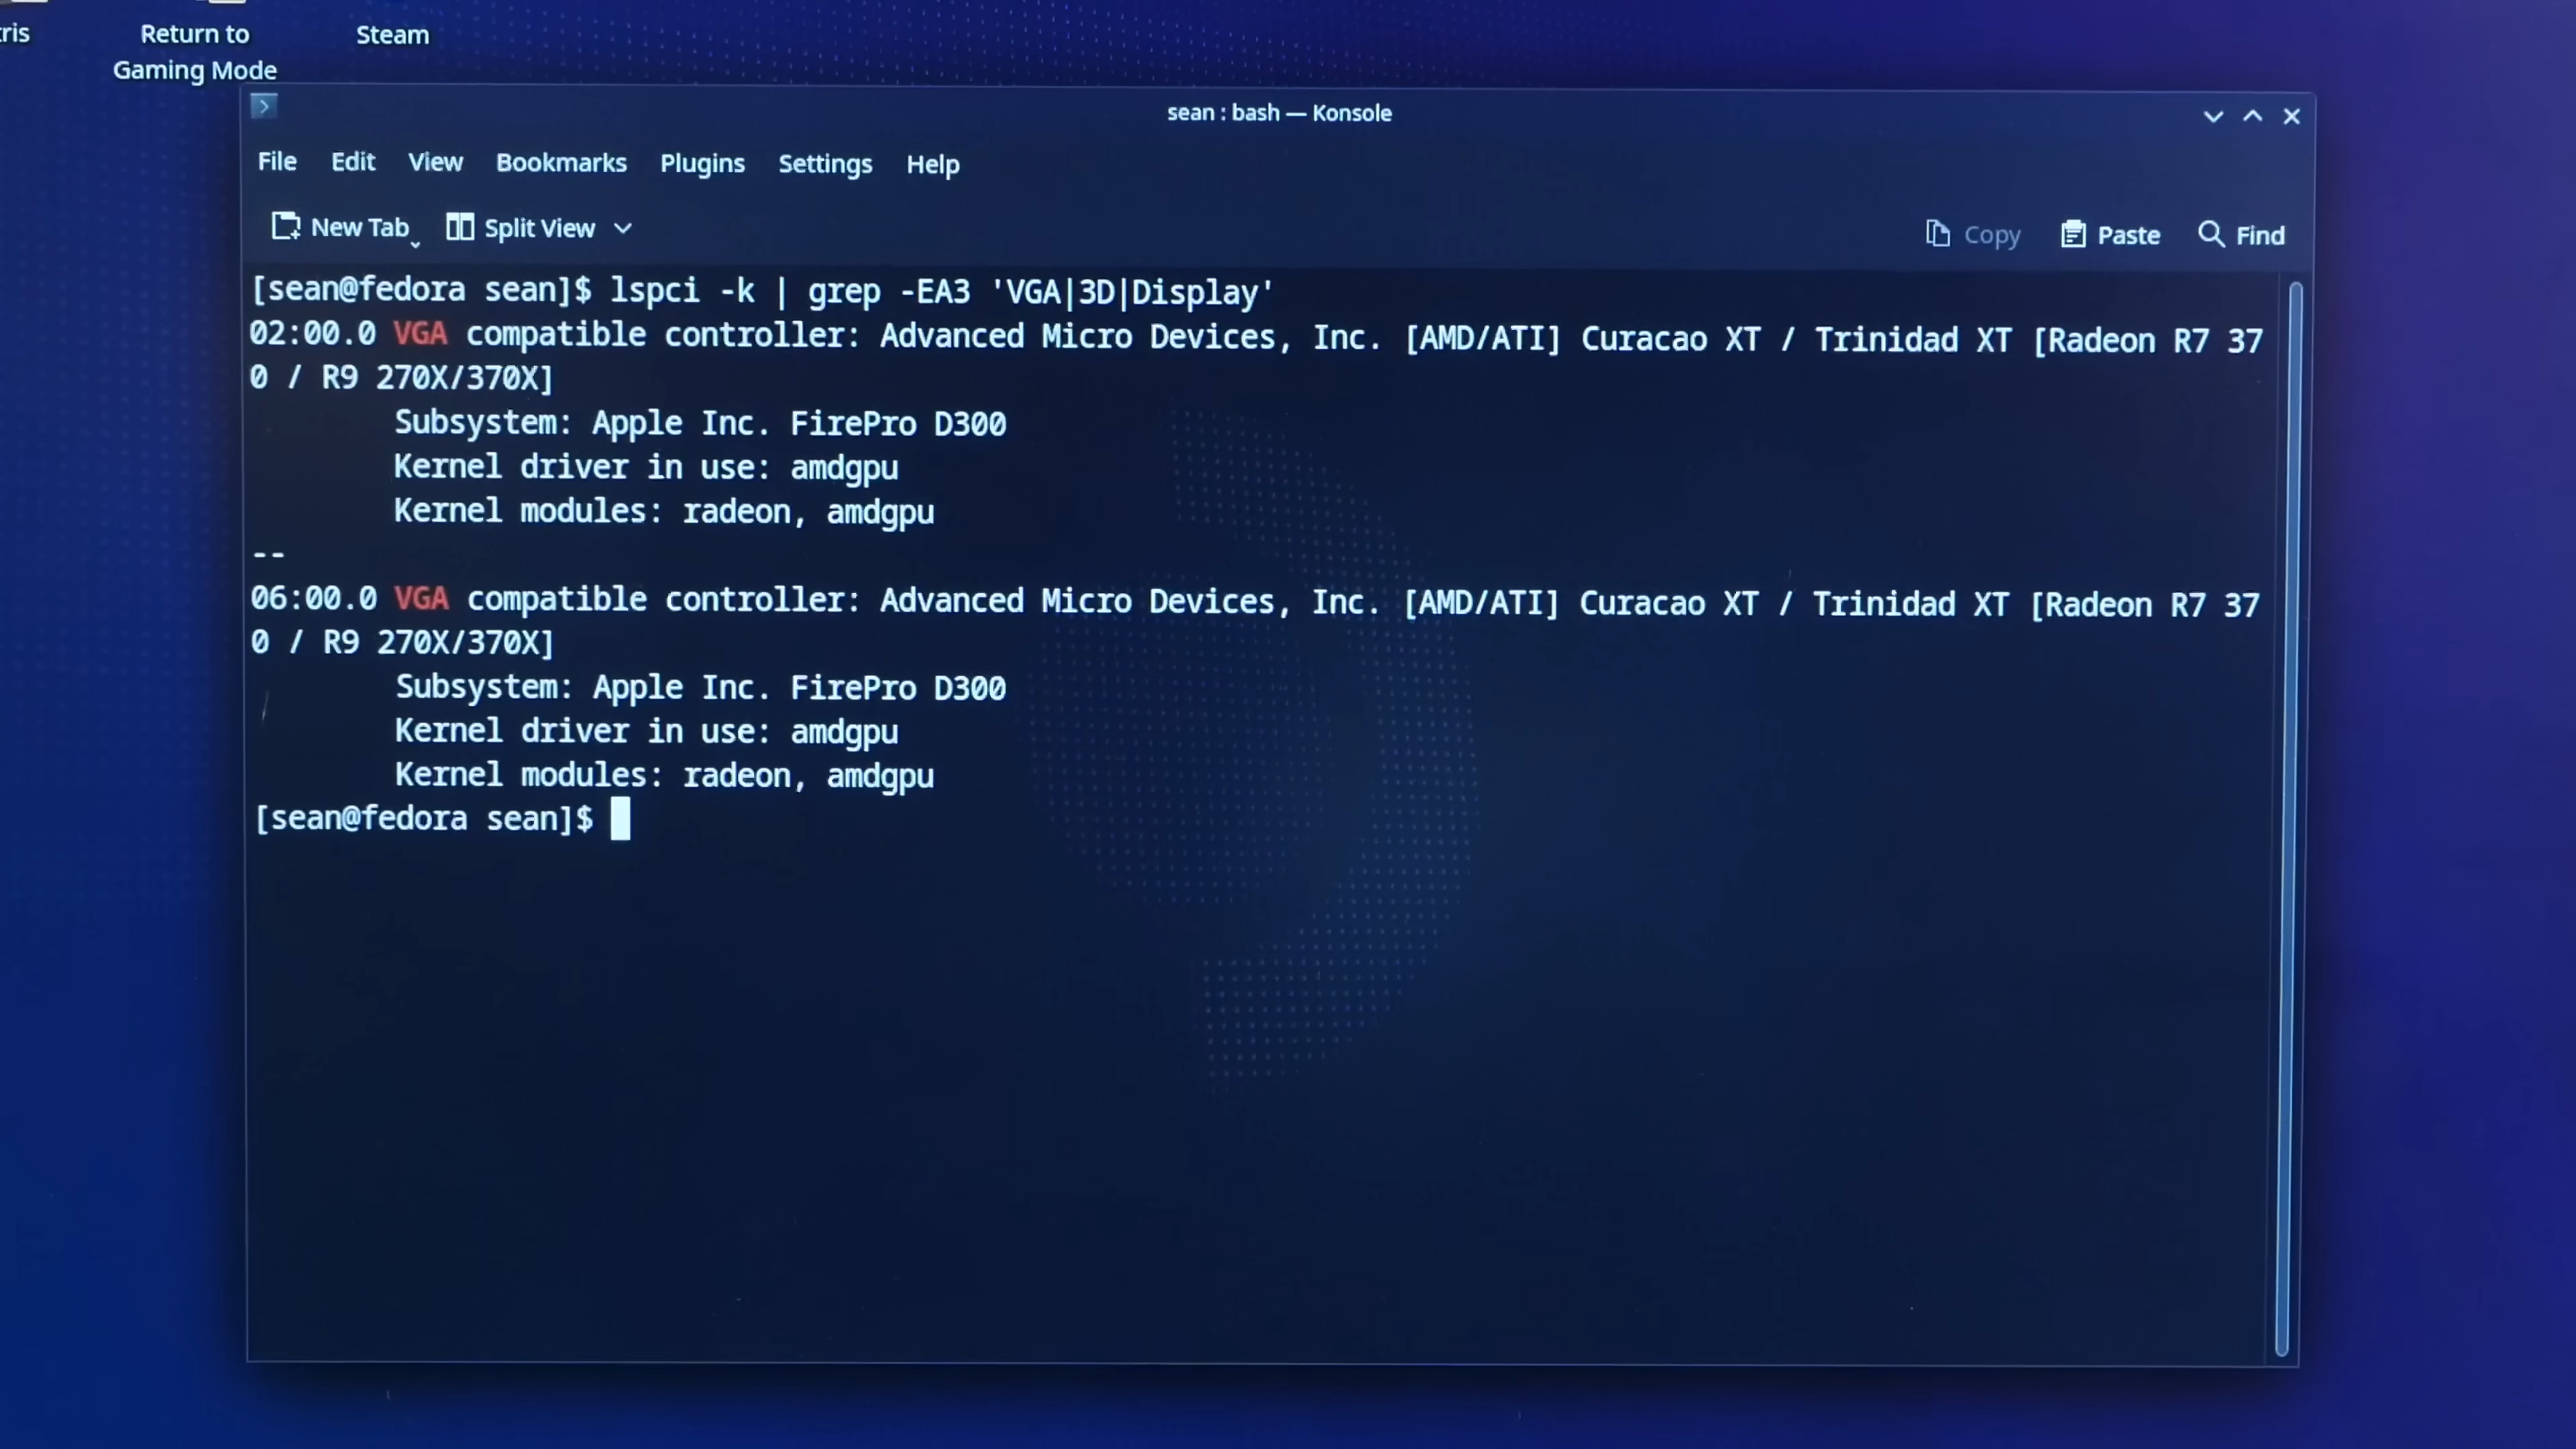 ris
Return to
Gaming Mode
Steam
sean : bash — Konsole
File Edit View Bookmarks Plugins Settings Help
New Tab Split View Copy Paste Find
[sean@fedora sean]$ lspci -k | grep -EA3 'VGA|3D|Display'
02:00.0 VGA compatible controller: Advanced Micro Devices, Inc. [AMD/ATI] Curacao XT / Trinidad XT [Radeon R7 37
0 / R9 270X/370X]
Subsystem: Apple Inc. FirePro D300
Kernel driver in use: amdgpu
Kernel modules: radeon, amdgpu
--
06:00.0 VGA compatible controller: Advanced Micro Devices, Inc. [AMD/ATI] Curacao XT / Trinidad XT [Radeon R7 37
0 / R9 270X/370X]
Subsystem: Apple Inc. FirePro D300
Kernel driver in use: amdgpu
Kernel modules: radeon, amdgpu
[sean@fedora sean]$